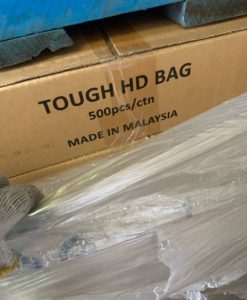 TOUGH HD BAG
500pcs/ctn
MADE IN MALAYSIA